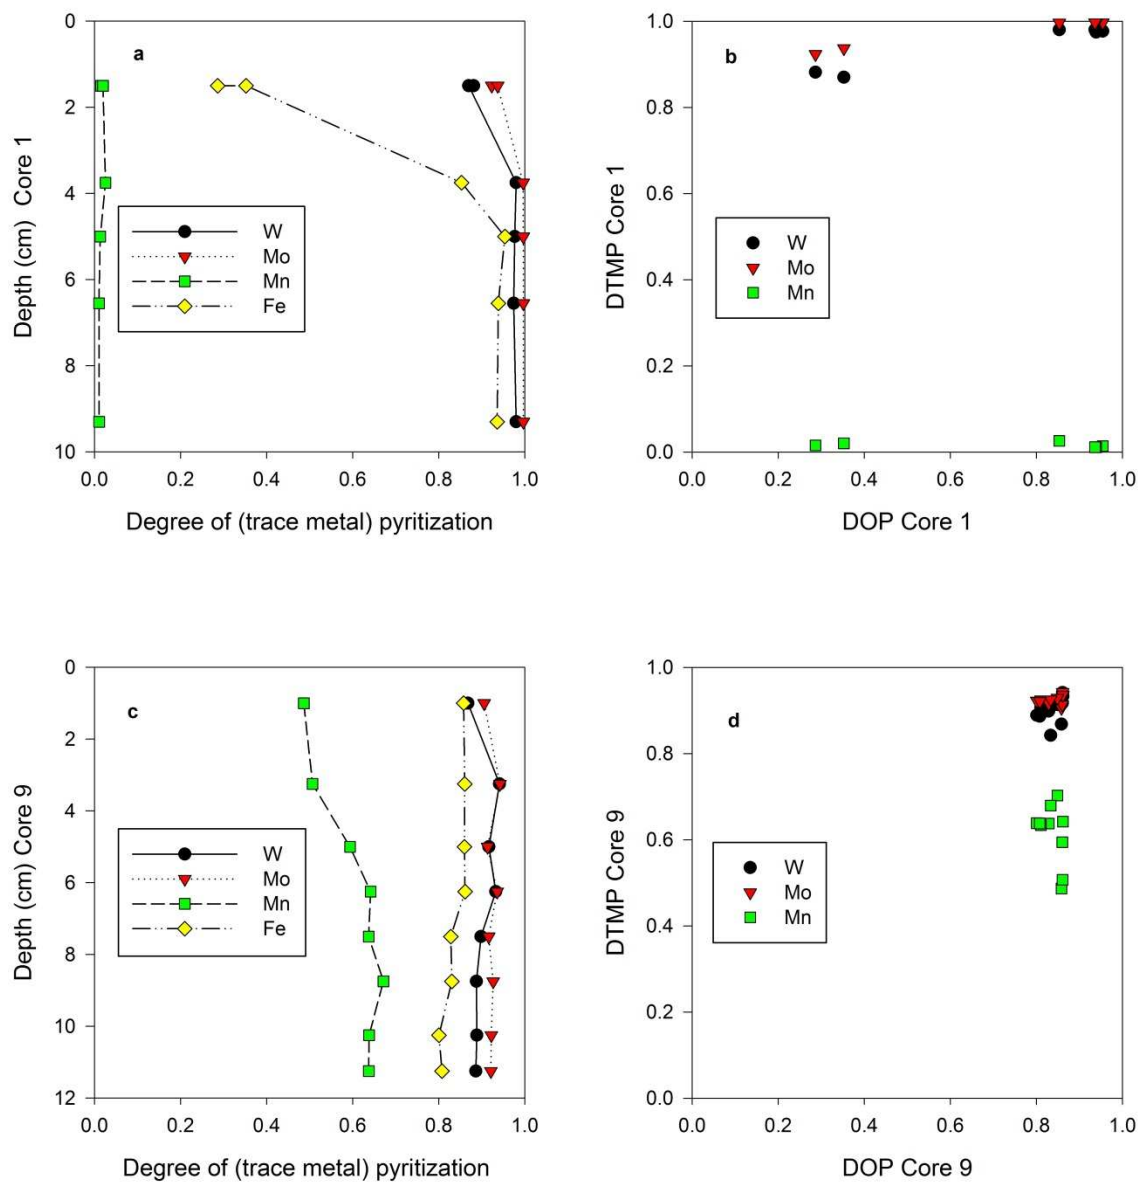 a
Depth (cm)  Core 1
0
2
4
6
8
10
W
Mo
Mn
Fe
0.0 0.2 0.4 0.6 0.8 1.0
Degree of (trace metal) pyritization
b
DTMP Core 1
1.0
0.8
0.6
0.4
0.2
0.0
W
Mo
Mn
0.0 0.2 0.4 0.6 0.8 1.0
DOP Core 1
c
Depth (cm) Core 9
0
2
4
6
8
10
12
W
Mo
Mn
Fe
0.0 0.2 0.4 0.6 0.8 1.0
Degree of (trace metal) pyritization
d
DTMP Core 9
1.0
0.8
0.6
0.4
0.2
0.0
W
Mo
Mn
0.0 0.2 0.4 0.6 0.8 1.0
DOP Core 9